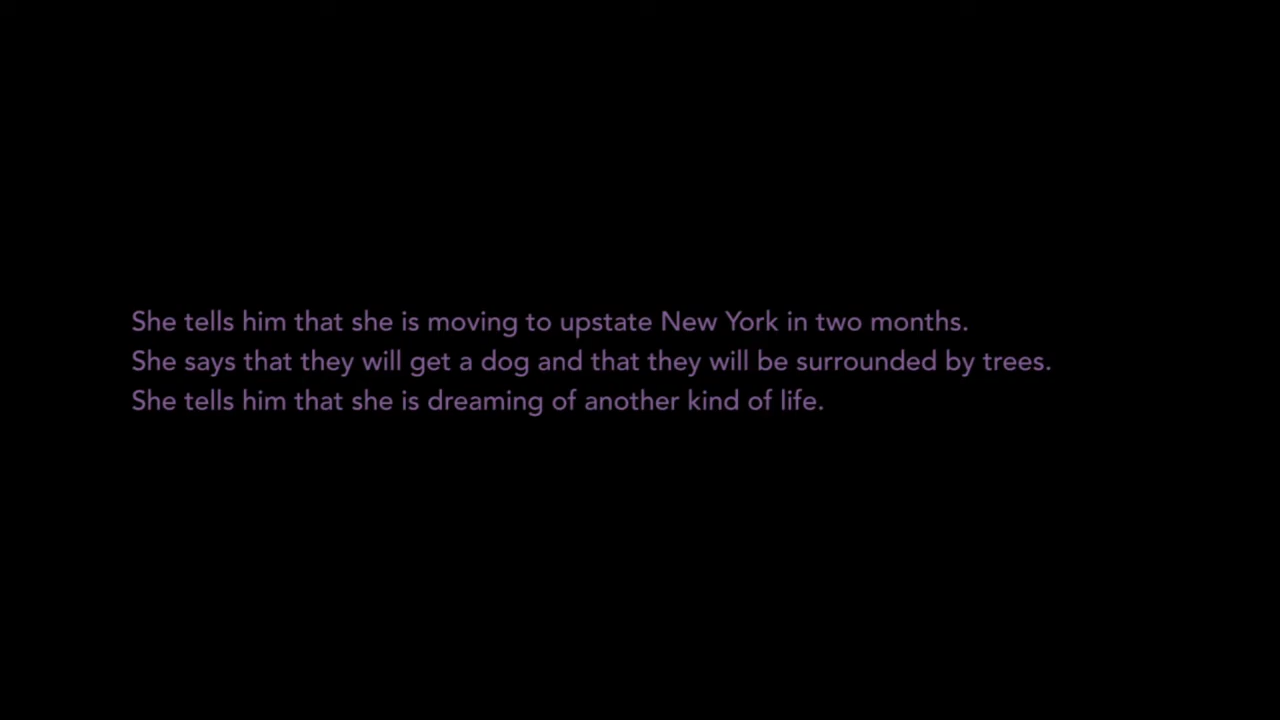 She tells him that she is moving to upstate New York in two months.
She says that they will get a dog and that they will be surrounded by trees.
She tells him that she is dreaming of another kind of life.